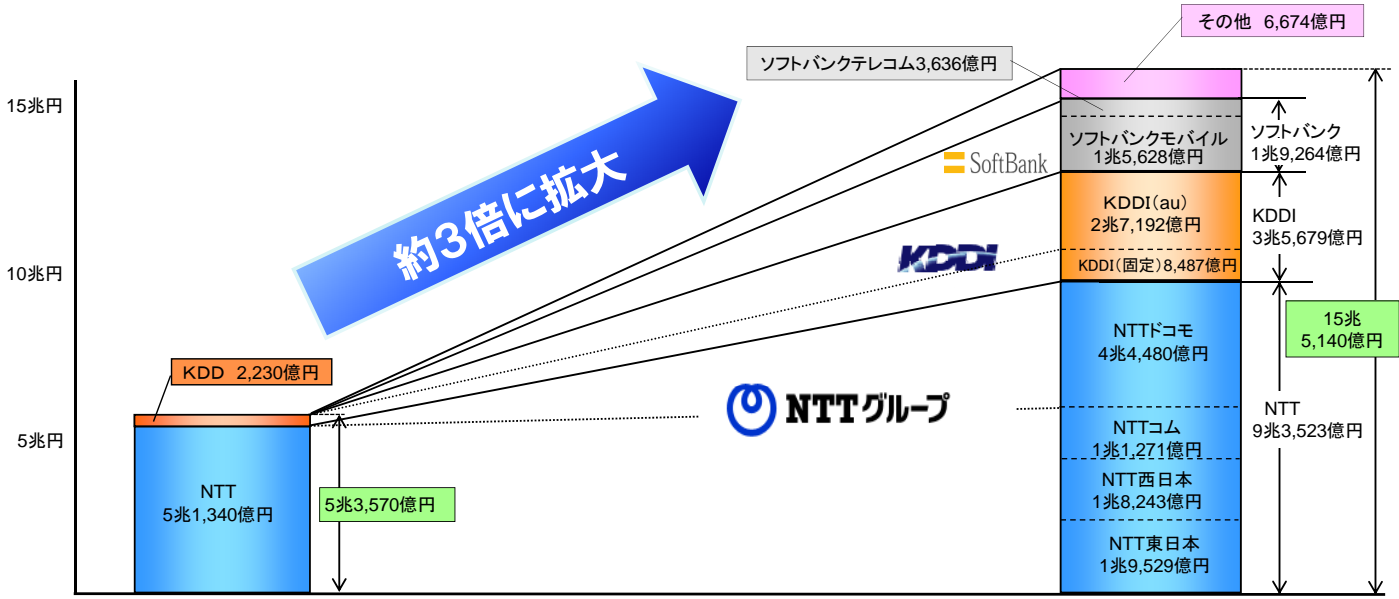 その他 6,674億円
ソフトバンクテレコム3,636億円
15兆円
10兆円
5兆円
約3倍に拡大
SoftBank
KDDI
NTTグループ
KDD 2,230億円
NTT
5兆1,340億円
5兆3,570億円
ソフトバンクモバイル
1兆5,628億円
KDDI(au)
2兆7,192億円
KDDI(固定)8,487億円
NTTドコモ
4兆4,480億円
NTTコム
1兆1,271億円
NTT西日本
1兆8,243億円
NTT東日本
1兆9,529億円
ソフトバンク
1兆9,264億円
KDDI
3兆5,679億円
NTT
9兆3,523億円
15兆
5,140億円